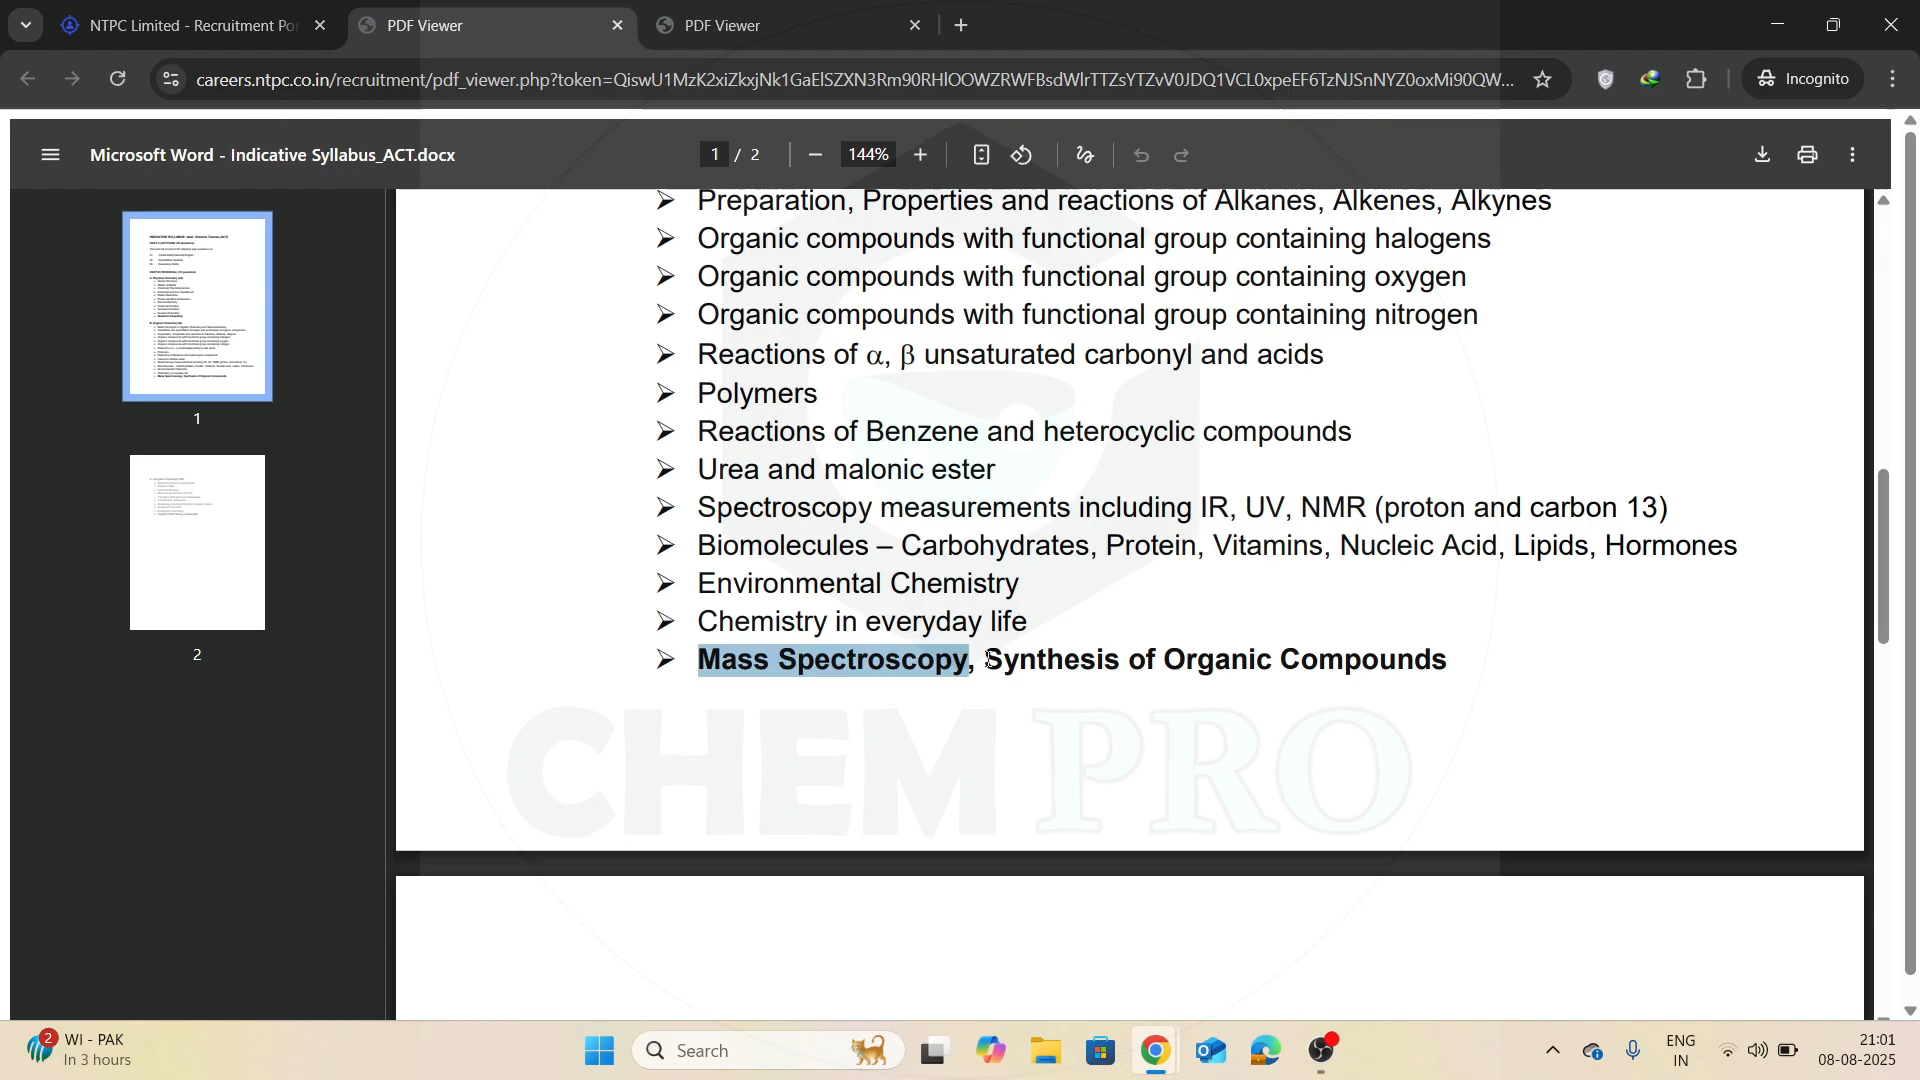 NTPC Limited - Recruitment Po
PDF Viewer
PDF Viewer
careers.ntpc.co.in/recruitment/pdf_viewer.php?token=QiswU1MzK2xiZkxjNk1GaElSZXN3Rm90RHlOOWZRWFBsdWlrTTZsYTZvV0JDQ1VCL0xpeEF6TzNJSnNYZ0oxMi90QW...
Incognito
Microsoft Word - Indicative Syllabus_ACT.docx
1 / 2
144%
Preparation, Properties and reactions of Alkanes, Alkenes, Alkynes
Organic compounds with functional group containing halogens
Organic compounds with functional group containing oxygen
Organic compounds with functional group containing nitrogen
Reactions of α, β unsaturated carbonyl and acids
Polymers
Reactions of Benzene and heterocyclic compounds
Urea and malonic ester
Spectroscopy measurements including IR, UV, NMR (proton and carbon 13)
Biomolecules – Carbohydrates, Protein, Vitamins, Nucleic Acid, Lipids, Hormones
Environmental Chemistry
Chemistry in everyday life
Mass Spectroscopy, Synthesis of Organic Compounds
1
2
CHEM PRO
2
WI - PAK
In 3 hours
Search
ENG
IN
21:01
08-08-2025